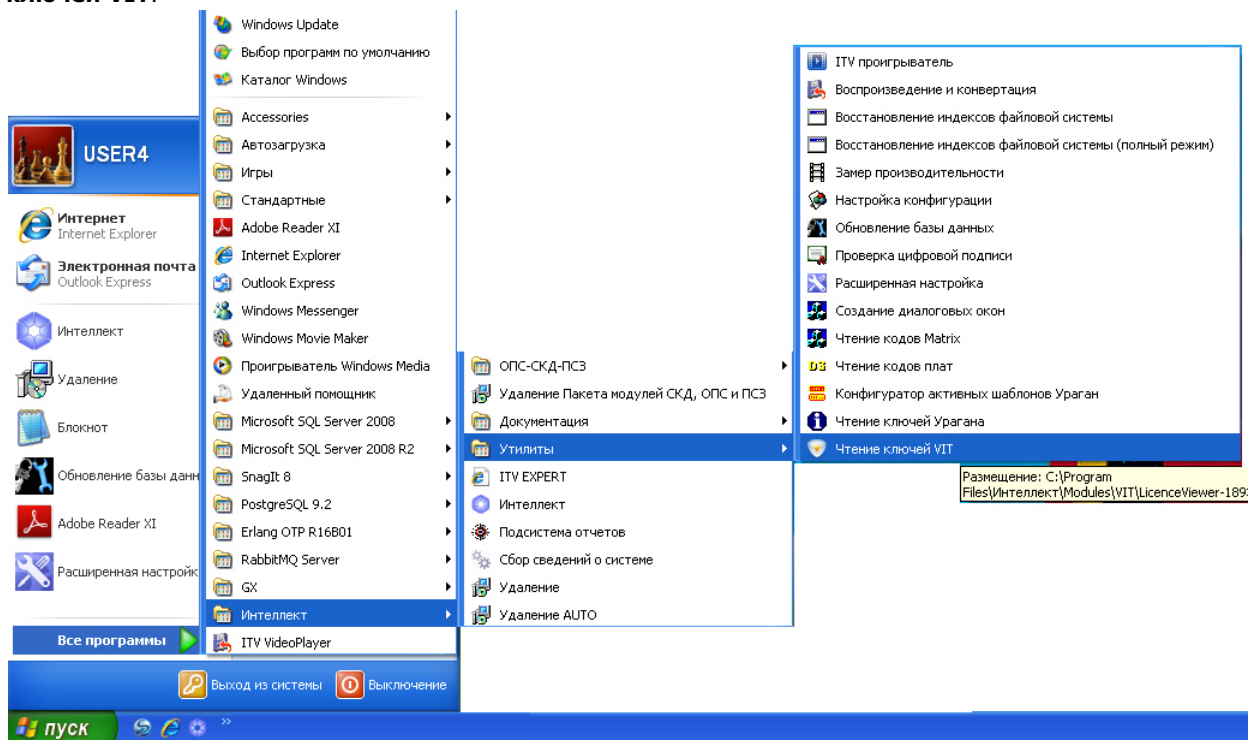 ключей VIT.
Windows Update
Выбор программ по умолчанию
Каталог Windows
Accessories
Автозагрузка
Игры
Стандартные
Adobe Reader XI
Internet Explorer
Outlook Express
Windows Messenger
Windows Movie Maker
Проигрыватель Windows Media
Удаленный помощник
Microsoft SQL Server 2008
Microsoft SQL Server 2008 R2
SnagIt 8
PostgreSQL 9.2
Erlang OTP R16B01
RabbitMQ Server
GX
Интеллект
ITV VideoPlayer
USER4
Интернет
Internet Explorer
Электронная почта
Outlook Express
Интеллект
Удаление
Блокнот
Обновление базы данн
Adobe Reader XI
Расширенная настройк
Все программы
Выход из системы
Выключение
пуск
ОПС-СКД-ПСЗ
Удаление Пакета модулей СКД, ОПС и ПСЗ
Документация
Утилиты
ITV EXPERT
Интеллект
Подсистема отчетов
Сбор сведений о системе
Удаление
Удаление AUTO
ITV проигрыватель
Воспроизведение и конвертация
Восстановление индексов файловой системы
Восстановление индексов файловой системы (полный режим)
Замер производительности
Настройка конфигурации
Обновление базы данных
Проверка цифровой подписи
Расширенная настройка
Создание диалоговых окон
Чтение кодов Matrix
Чтение кодов плат
Конфигуратор активных шаблонов Ураган
Чтение ключей Урагана
Чтение ключей VIT
Размещение: C:\Program
Files\Интеллект\Modules\VIT\LicenceViewer-189